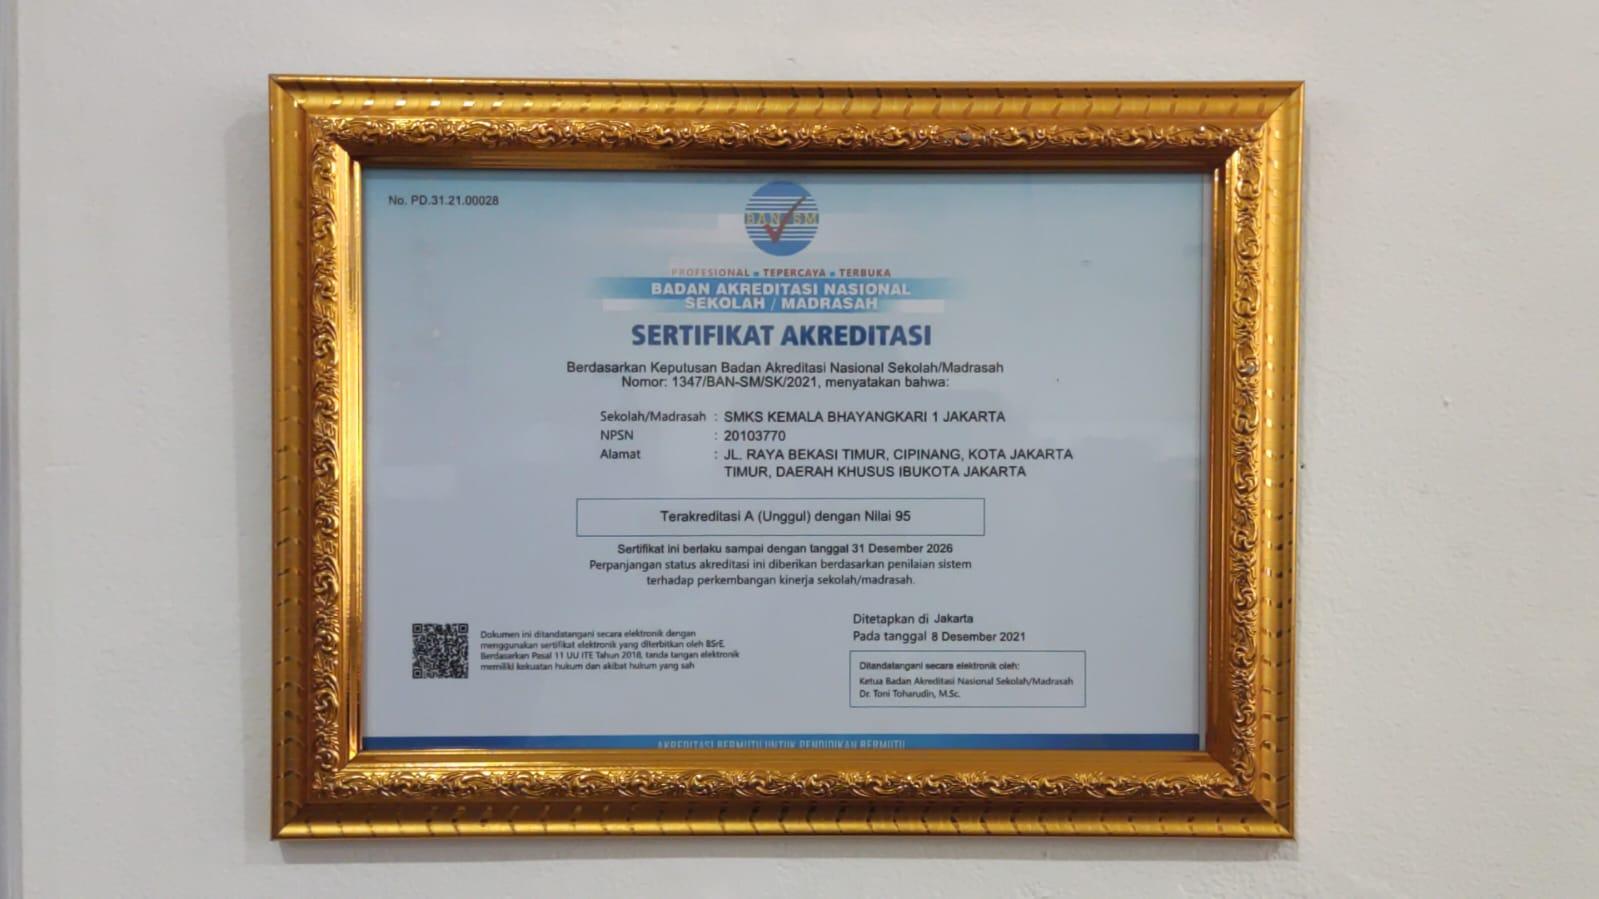 No. PD.31.21.00028
BAN-SM
PROFESIONAL ▪ TEPERCAYA ▪ TERBUKA
BADAN AKREDITASI NASIONAL
SEKOLAH / MADRASAH
SERTIFIKAT AKREDITASI
Berdasarkan Keputusan Badan Akreditasi Nasional Sekolah/Madrasah
Nomor: 1347/BAN-SM/SK/2021, menyatakan bahwa:
Sekolah/Madrasah : SMKS KEMALA BHAYANGKARI 1 JAKARTA
NPSN : 20103770
Alamat : JL. RAYA BEKASI TIMUR, CIPINANG, KOTA JAKARTA
TIMUR, DAERAH KHUSUS IBUKOTA JAKARTA
Terakreditasi A (Unggul) dengan Nilai 95
Sertifikat ini berlaku sampai dengan tanggal 31 Desember 2026
Perpanjangan status akreditasi ini diberikan berdasarkan penilaian sistem
terhadap perkembangan kinerja sekolah/madrasah.
Dokumen ini ditandatangani secara elektronik dengan
menggunakan sertifikat elektronik yang diterbitkan oleh BSrE.
Berdasarkan Pasal 11 UU ITE Tahun 2018, tanda tangan elektronik
memiliki kekuatan hukum dan akibat hukum yang sah
Ditetapkan di Jakarta
Pada tanggal 8 Desember 2021
Ditandatangani secara elektronik oleh:
Ketua Badan Akreditasi Nasional Sekolah/Madrasah
Dr. Toni Toharudin, M.Sc.
AKREDITASI BERMUTU UNTUK PENDIDIKAN BERMUTU